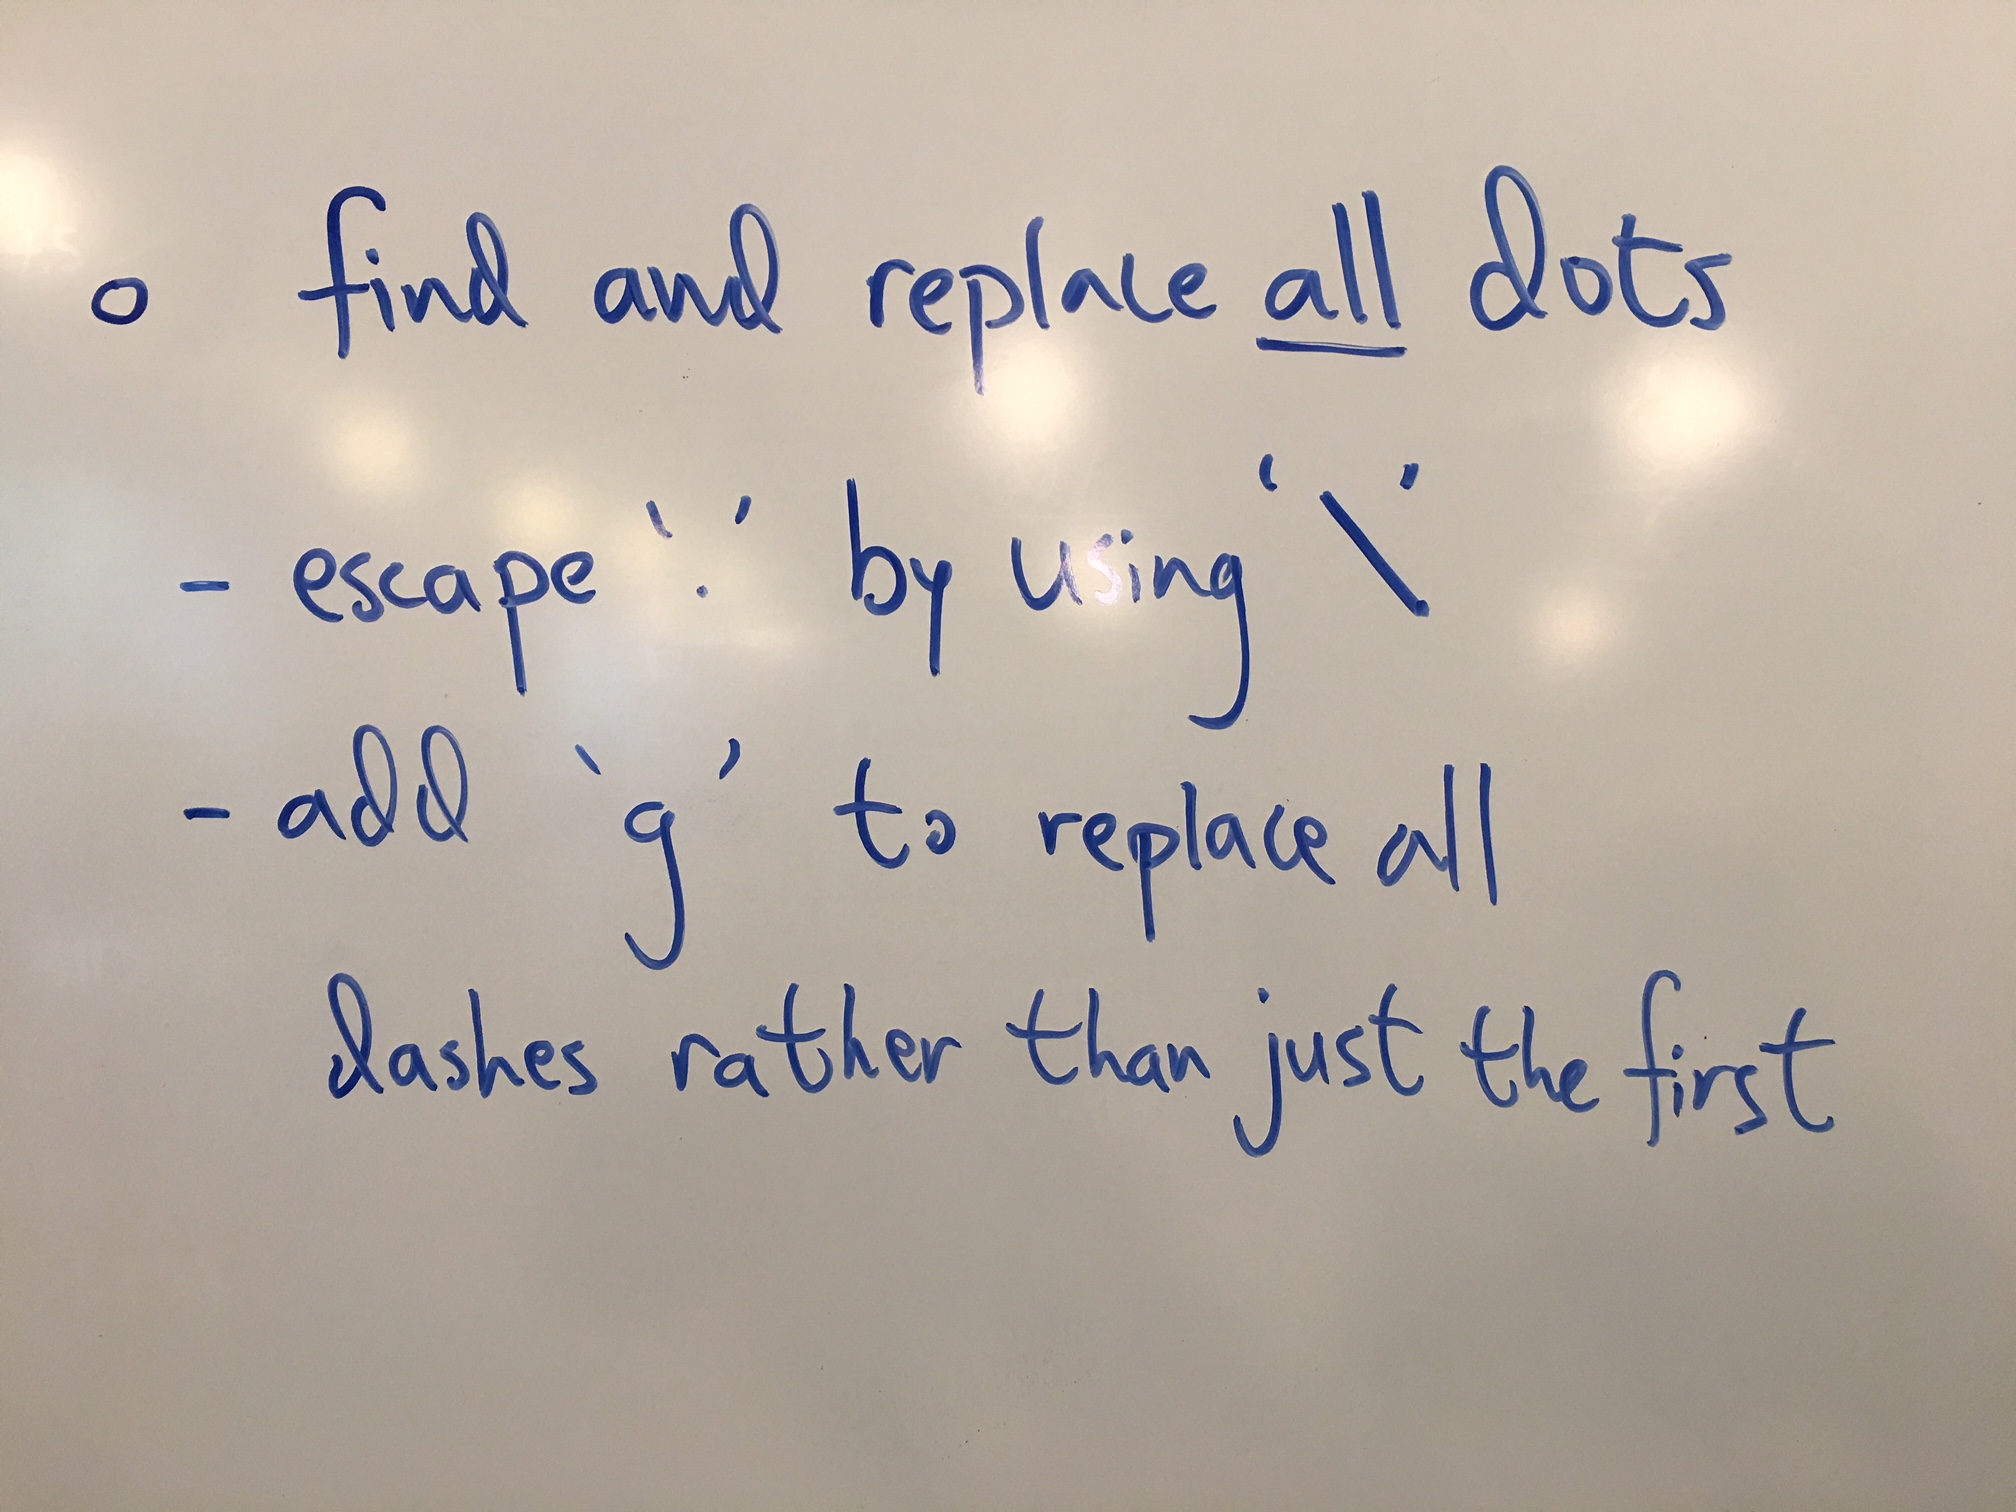 o find and replace all dots
- escape '.' by using '\'
- add 'g' to replace all
dashes rather than just the first